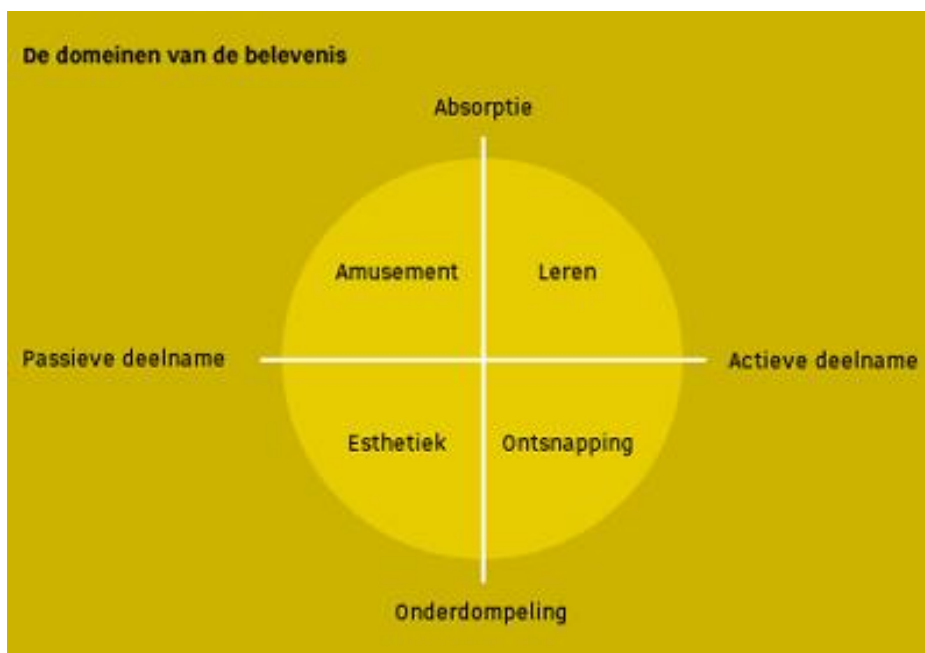 De domeinen van de belevenis
Absorptie
Amusement
Leren
Passieve deelname
Actieve deelname
Esthetiek
Ontsnapping
Onderdompeling